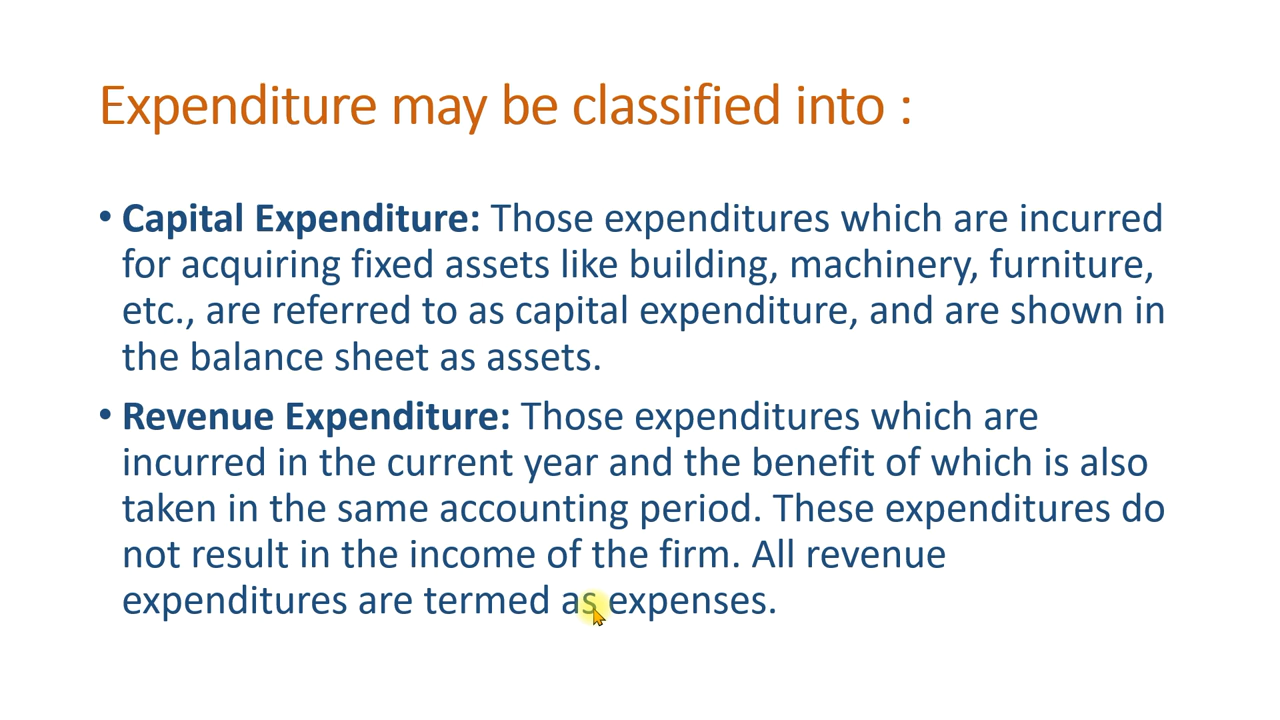 Expenditure may be classified into :
• Capital Expenditure: Those expenditures which are incurred
for acquiring fixed assets like building, machinery, furniture,
etc., are referred to as capital expenditure, and are shown in
the balance sheet as assets.
• Revenue Expenditure: Those expenditures which are
incurred in the current year and the benefit of which is also
taken in the same accounting period. These expenditures do
not result in the income of the firm. All revenue
expenditures are termed as expenses.